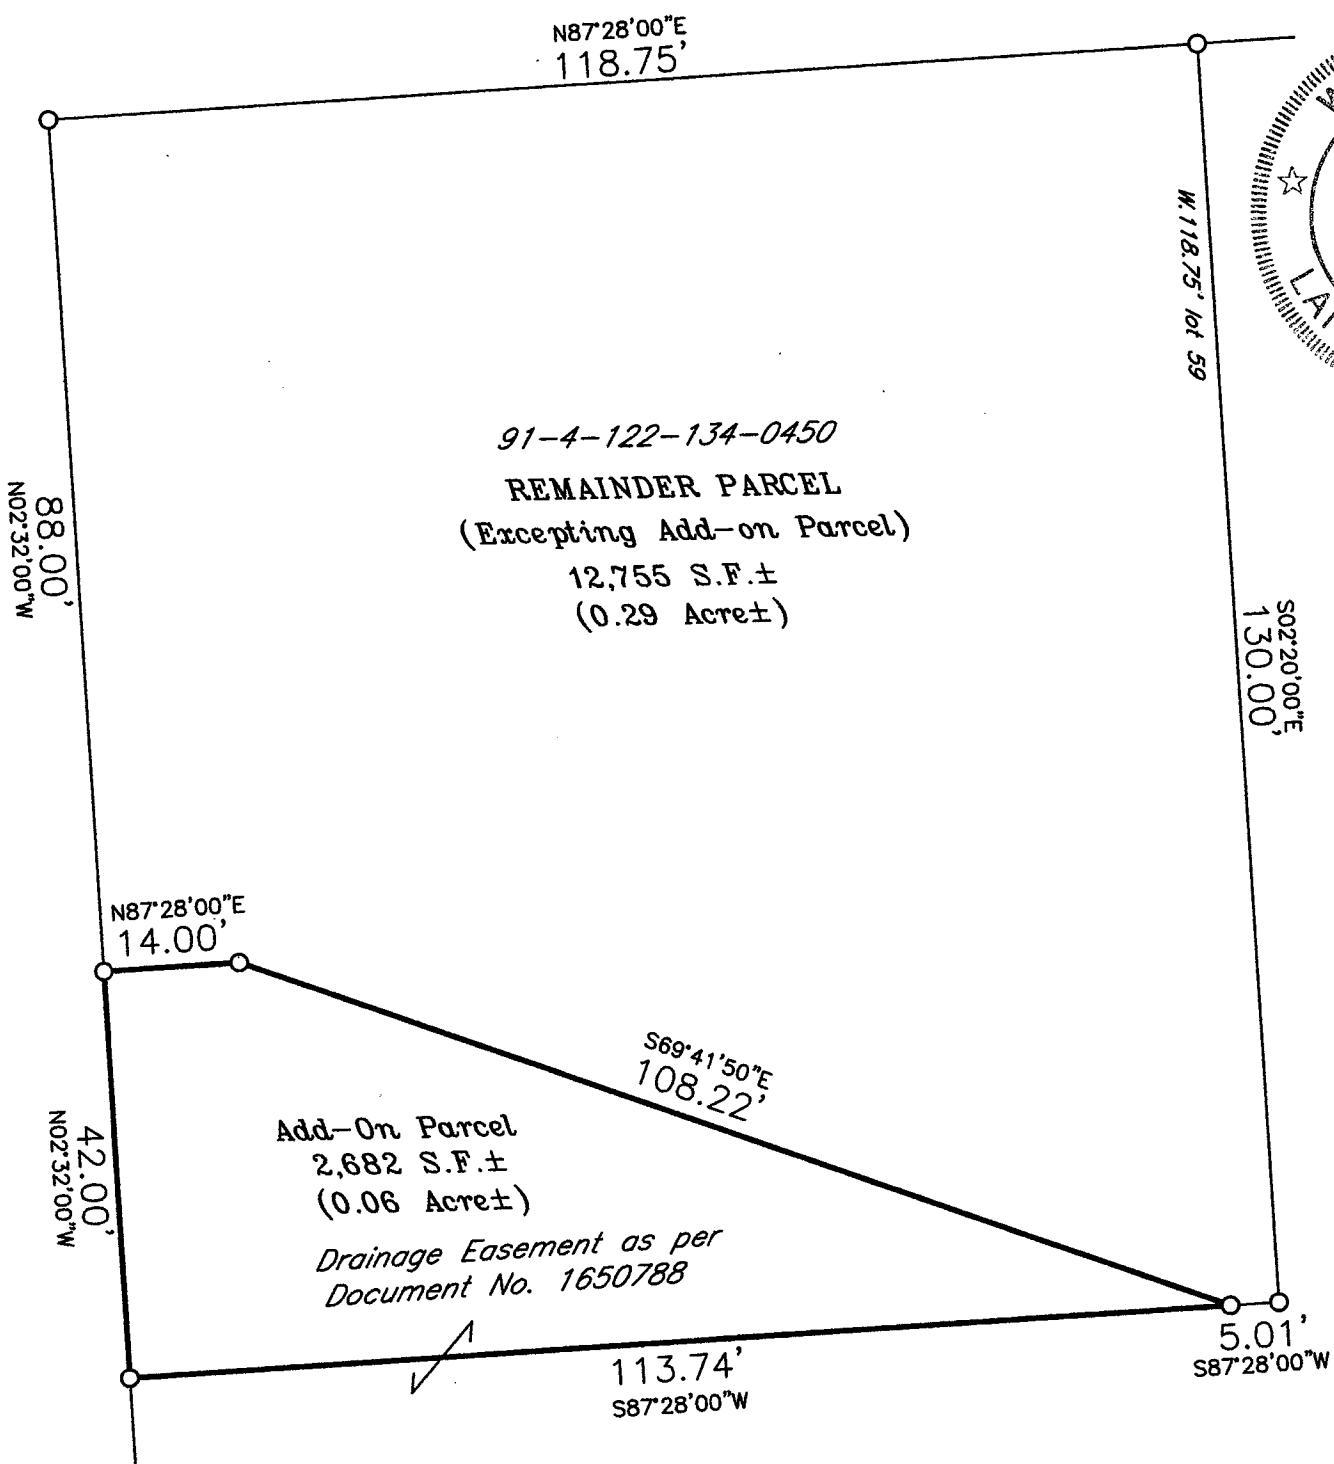 N87°28'00"E
118.75'
W.118.75' lot 59
91-4-122-134-0450
REMAINDER PARCEL
(Excepting Add-on Parcel)
12,755 S.F.±
(0.29 Acre±)
88.00'
N02°32'00"W
S02°20'00"E
130.00'
N87°28'00"E
14.00'
S69°41'50"E
108.22'
Add-On Parcel
2,682 S.F.±
(0.06 Acre±)
42.00'
N02°32'00"W
Drainage Easement as per
Document No. 1650788
113.74'
S87°28'00"W
5.01'
S87°28'00"W